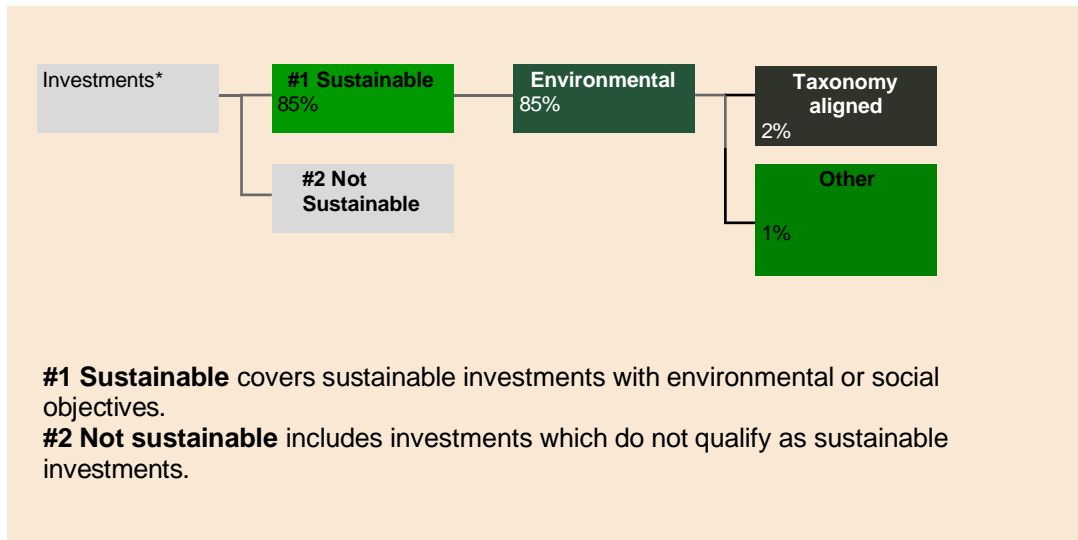 Investments*
#1 Sustainable
85%
Environmental
85%
Taxonomy
aligned
2%
#2 Not
Sustainable
Other
1%
#1 Sustainable covers sustainable investments with environmental or social
objectives.
#2 Not sustainable includes investments which do not qualify as sustainable
investments.